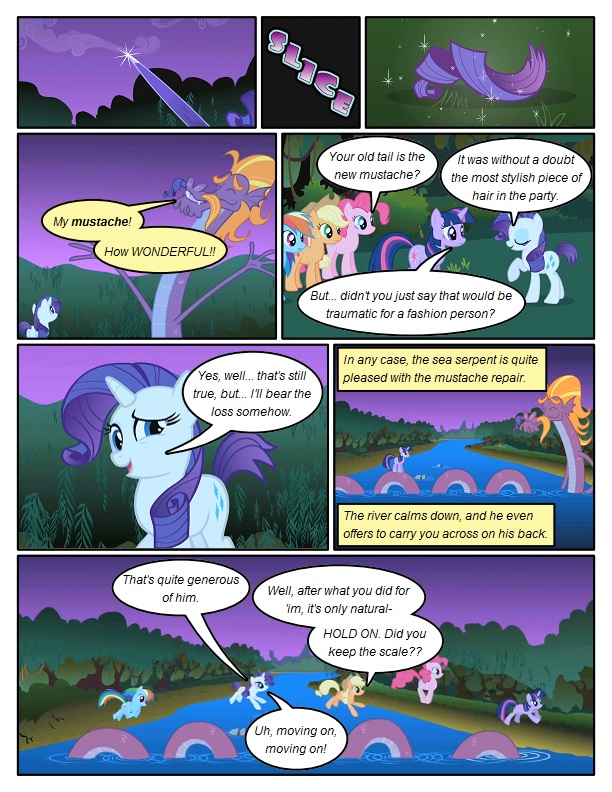 SLICE
My mustache!
How WONDERFUL!!
Your old tail is the
new mustache?
It was without a doubt
the most stylish piece of
hair in the party.
But... didn't you just say that would be
traumatic for a fashion person?
Yes, well... that's still
true, but... I'll bear the
loss somehow.
In any case, the sea serpent is quite
pleased with the mustache repair.
The river calms down, and he even
offers to carry you across on his back.
That's quite generous
of him.
Well, after what you did for
'im, it's only natural-
HOLD ON. Did you
keep the scale??
Uh, moving on,
moving on!